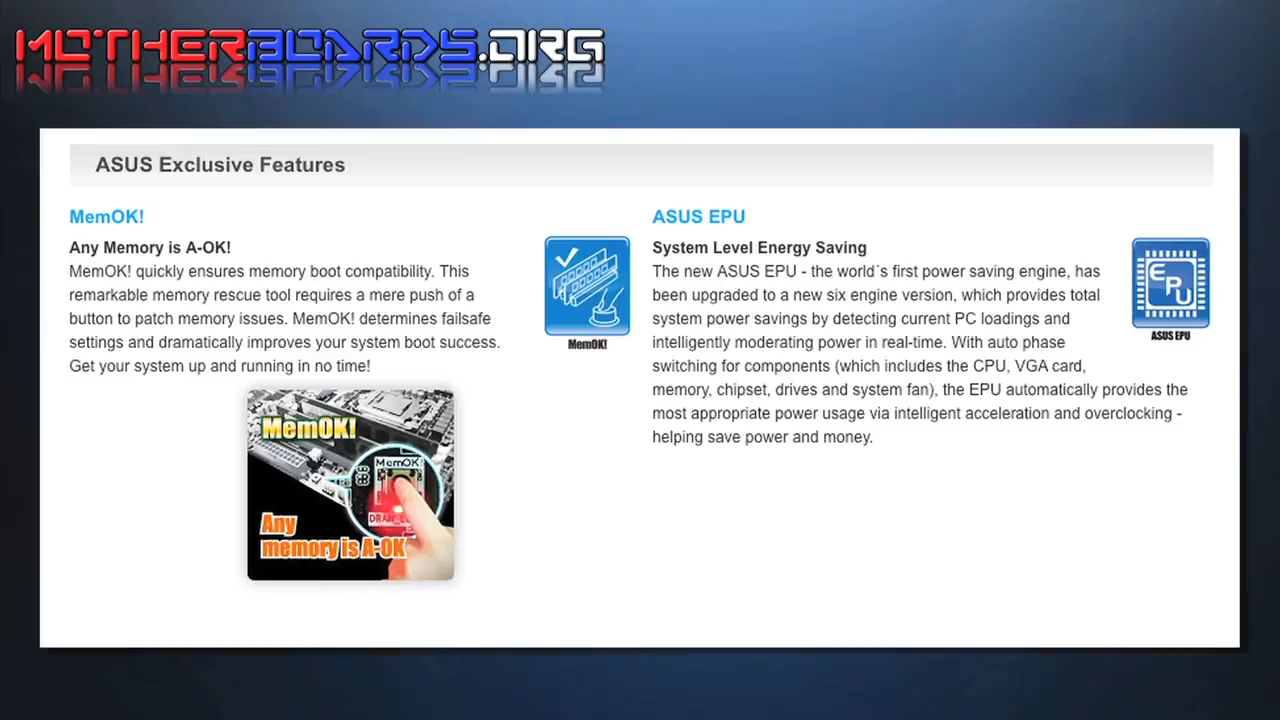 MOTHERBOARDS.ORG
ASUS Exclusive Features
MemOK!
Any Memory is A-OK!
MemOK! quickly ensures memory boot compatibility. This
remarkable memory rescue tool requires a mere push of a
button to patch memory issues. MemOK! determines failsafe
settings and dramatically improves your system boot success.
Get your system up and running in no time!
MemOK!
MemOK!
MemOK!
DRA
Any
memory is A-OK
ASUS EPU
System Level Energy Saving
The new ASUS EPU - the world´s first power saving engine, has
been upgraded to a new six engine version, which provides total
system power savings by detecting current PC loadings and
intelligently moderating power in real-time. With auto phase
switching for components (which includes the CPU, VGA card,
memory, chipset, drives and system fan), the EPU automatically provides the
most appropriate power usage via intelligent acceleration and overclocking -
helping save power and money.
EPU
ASUS EPU